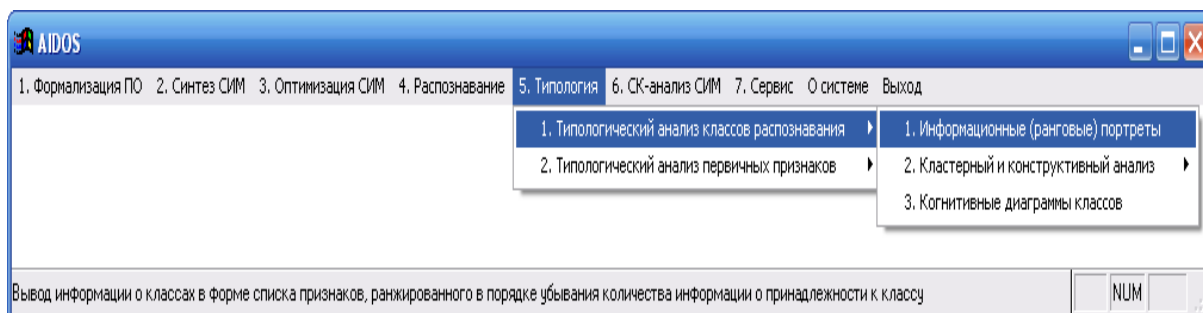 AIDOS
1. Формализация ПО 2. Синтез СИМ 3. Оптимизация СИМ 4. Распознавание 5. Типология 6. СК-анализ СИМ 7. Сервис О системе Выход
1. Типологический анализ классов распознавания 1. Информационные (ранговые) портреты
2. Типологический анализ первичных признаков 2. Кластерный и конструктивный анализ
3. Когнитивные диаграммы классов
Вывод информации о классах в форме списка признаков, ранжированного в порядке убывания количества информации о принадлежности к классу NUM